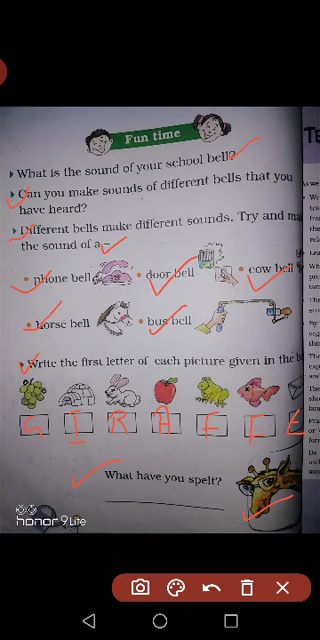 Fun time
What is the sound of your school bell?
Can you make sounds of different bells that you
have heard?
Different bells make different sounds. Try and
the sound of a –
• phone bell • door bell • cow bell
• horse bell • bus bell
Write the first letter of each picture given in the
G I R A F F E
What have you spelt?
honor 9 Lite